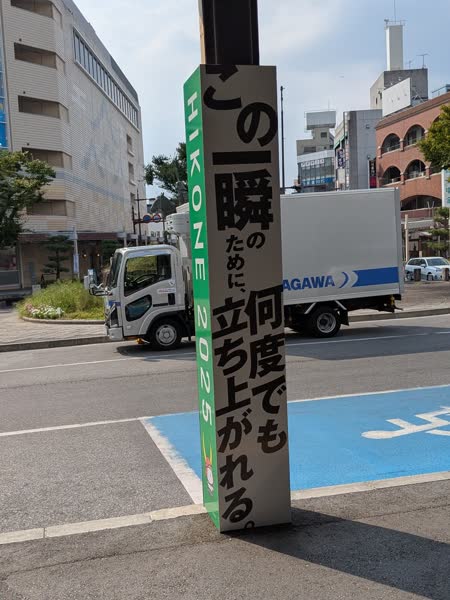 HIKONE 2025
この一瞬の
ために、
何度でも
立ち上がれる。
AGAWA